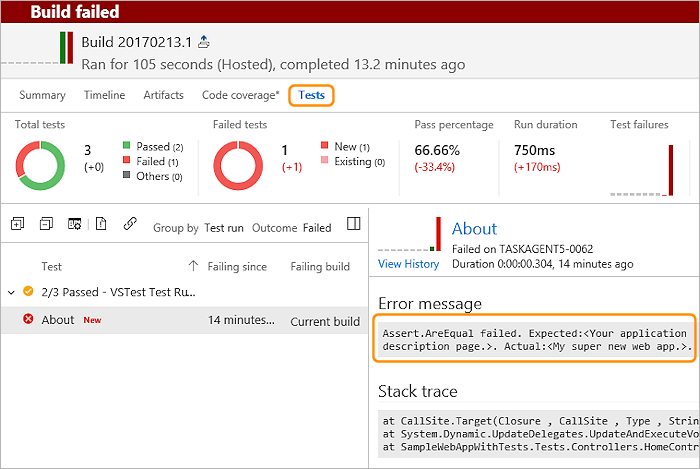 Build failed
Build 20170213.1
Ran for 105 seconds (Hosted), completed 13.2 minutes ago
Summary Timeline Artifacts Code coverage* Tests
Total tests Failed tests Pass percentage Run duration Test failures
3 Passed (2) 1 New (1) 66.66% 750ms
(+0) Failed (1) (+1) Existing (0) (-33.4%) (+170ms)
Others (0)
Group by Test run Outcome Failed
Test Failing since Failing build
2/3 Passed - VSTest Test Ru...
About New 14 minutes... Current build
About
Failed on TASKAGENT5-0062
View History Duration 0:00:00.304, 14 minutes ago
Error message
Assert.AreEqual failed. Expected:<Your application
description page.>. Actual:<My super new web app.>.
Stack trace
at CallSite.Target(Closure , CallSite , Type , Strin
at System.Dynamic.UpdateDelegates.UpdateAndExecuteVo
at SampleWebAppWithTests.Tests.Controllers.HomeContr